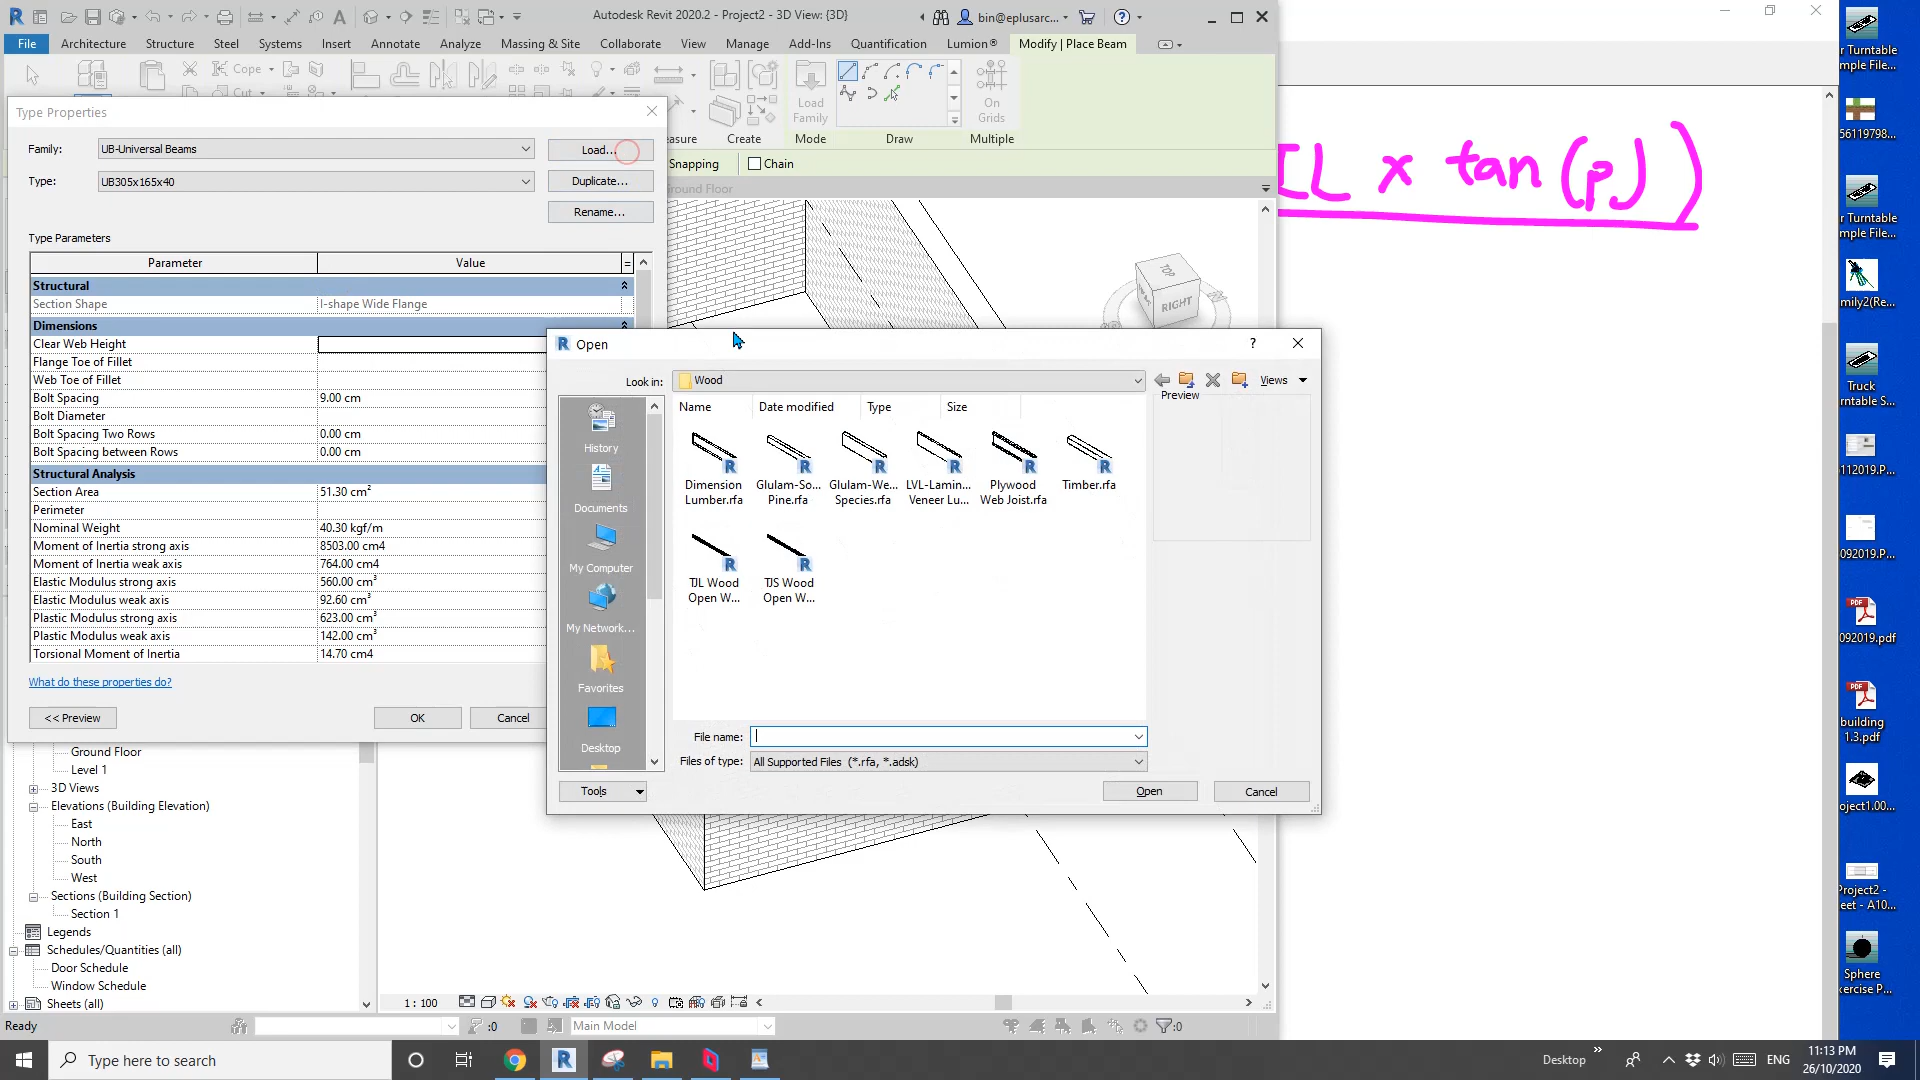 Autodesk Revit 2020.2 - Project2 - 3D View: {3D}
bin@eplusarc...
File Architecture Structure Steel Systems Insert Annotate Analyze Massing & Site Collaborate View Manage Add-Ins Quantification Lumion® Modify | Place Beam
Cope
Cut
Load Family
On Grids
Mode Draw Multiple
Create
Type Properties
Family: UB-Universal Beams Load...
Type: UB305x165x40 Duplicate...
Rename...
Snapping Chain
Ground Floor
Type Parameters
Parameter Value =
Structural
Section Shape I-shape Wide Flange
Dimensions
Clear Web Height
Flange Toe of Fillet
Web Toe of Fillet
Bolt Spacing 9.00 cm
Bolt Diameter
Bolt Spacing Two Rows 0.00 cm
Bolt Spacing between Rows 0.00 cm
Structural Analysis
Section Area 51.30 cm²
Perimeter
Nominal Weight 40.30 kgf/m
Moment of Inertia strong axis 8503.00 cm4
Moment of Inertia weak axis 764.00 cm4
Elastic Modulus strong axis 560.00 cm³
Elastic Modulus weak axis 92.60 cm³
Plastic Modulus strong axis 623.00 cm³
Plastic Modulus weak axis 142.00 cm³
Torsional Moment of Inertia 14.70 cm4
What do these properties do?
<< Preview OK Cancel
Open
Look in: Wood Views
Preview
Name Date modified Type Size
History
Documents
My Computer
My Network...
Favorites
Desktop
Dimension Lumber.rfa
Glulam-So... Pine.rfa
Glulam-We... Species.rfa
LVL-Lamin... Veneer Lu...
Plywood Web Joist.rfa
Timber.rfa
TJL Wood Open W...
TJS Wood Open W...
File name:
Files of type: All Supported Files (*.rfa, *.adsk)
Tools Open Cancel
TOP
RIGHT
x tan (p) )
Ground Floor
Level 1
3D Views
Elevations (Building Elevation)
East
North
South
West
Sections (Building Section)
Section 1
Legends
Schedules/Quantities (all)
Door Schedule
Window Schedule
Sheets (all)
1 : 100
Ready
:0
Main Model
:0
r Turntable
mple File...
56119798...
r Turntable
mple File...
mily2(Re...
Truck
rntable S...
112019.P...
092019.P...
PDF
092019.pdf
PDF
building
1.3.pdf
oject1.00...
Project2 -
eet - A10...
Sphere
ercise P...
Type here to search
Desktop
ENG
11:13 PM
26/10/2020